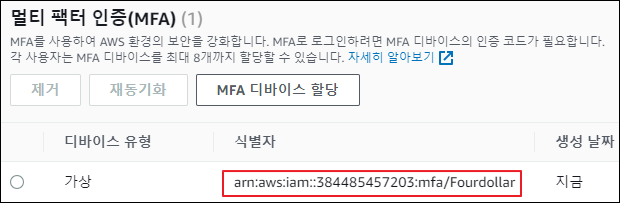 멀티 팩터 인증(MFA) (1)
MFA를 사용하여 AWS 환경의 보안을 강화합니다. MFA로 로그인하려면 MFA 디바이스의 인증 코드가 필요합니다.
각 사용자는 MFA 디바이스를 최대 8개까지 할당할 수 있습니다. 자세히 알아보기
제거 재동기화 MFA 디바이스 할당
디바이스 유형 식별자 생성 날짜
가상 arn:aws:iam::384485457203:mfa/Fourdollar 지금